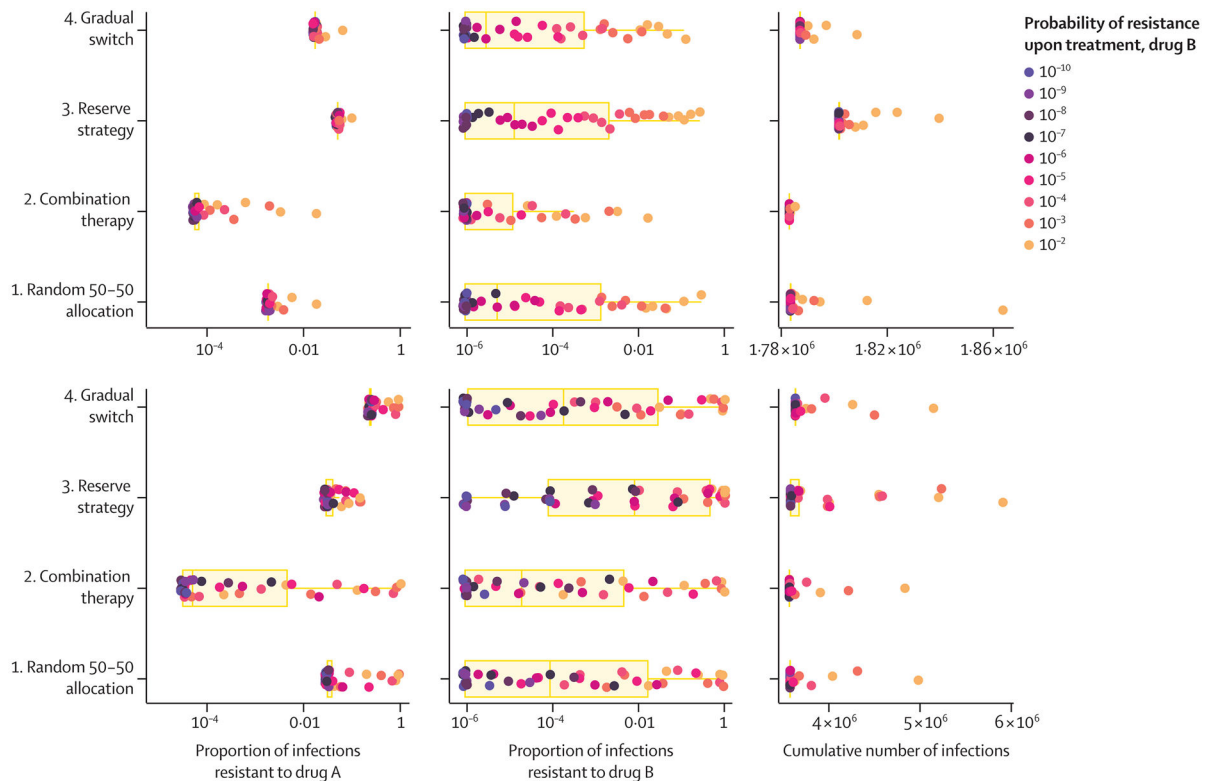 4. Gradual
switch
3. Reserve
strategy
2. Combination
therapy
1. Random 50–50
allocation
10⁻⁴
0·01
1
10⁻⁶
10⁻⁴
0·01
1
1·78 × 10⁶
1·82 × 10⁶
1·86 × 10⁶
Probability of resistance
upon treatment, drug B
10⁻¹⁰
10⁻⁹
10⁻⁸
10⁻⁷
10⁻⁶
10⁻⁵
10⁻⁴
10⁻³
10⁻²
4. Gradual
switch
3. Reserve
strategy
2. Combination
therapy
1. Random 50–50
allocation
10⁻⁴
0·01
1
Proportion of infections
resistant to drug A
10⁻⁶
10⁻⁴
0·01
1
Proportion of infections
resistant to drug B
4 × 10⁶
5 × 10⁶
6 × 10⁶
Cumulative number of infections